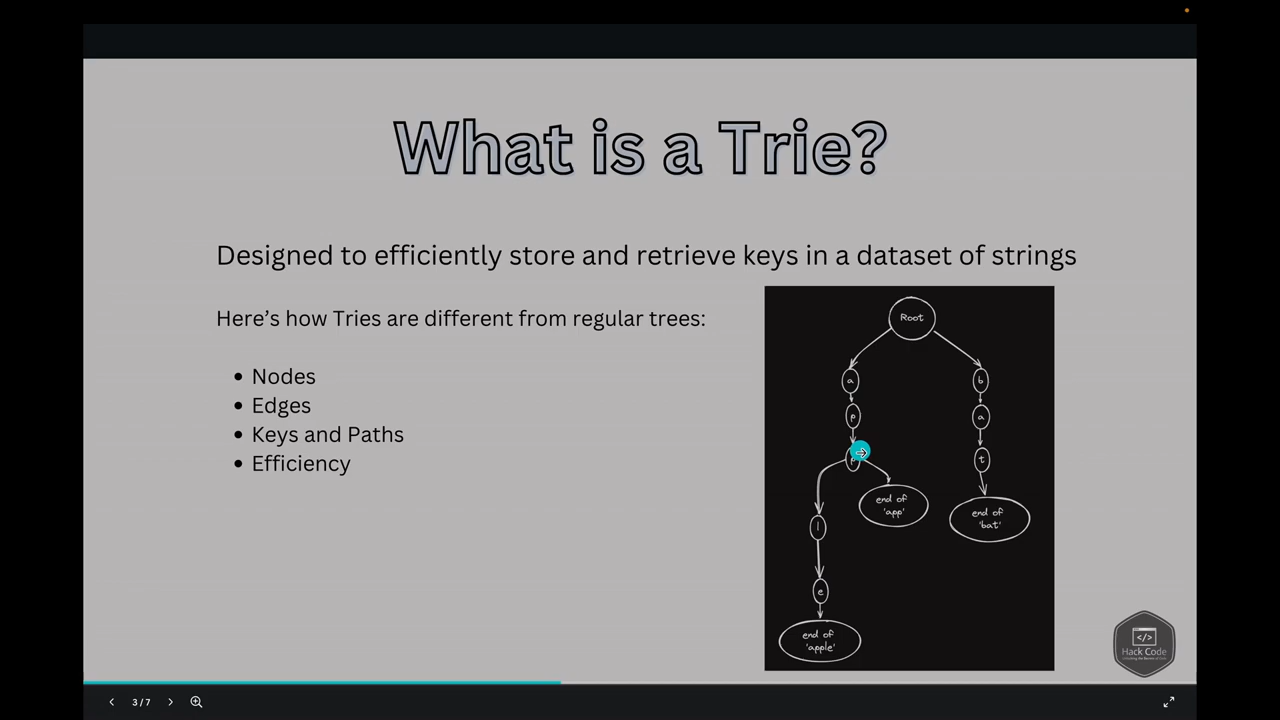 What is a Trie?
Designed to efficiently store and retrieve keys in a dataset of strings
Here's how Tries are different from regular trees:
Nodes
Edges
Keys and Paths
Efficiency
Root
a
b
p
a
t
end of
'app'
end of
'bat'
l
e
end of
'apple'
</>
Hack Code
3/7